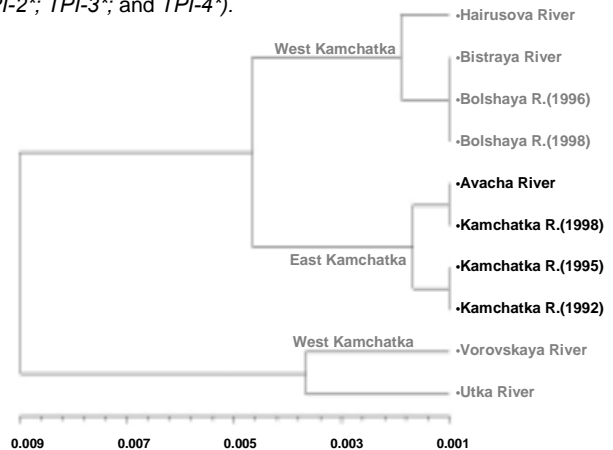 PI-2*; TPI-3*; and TPI-4*).
•Hairusova River
West Kamchatka
•Bistraya River
•Bolshaya R.(1996)
•Bolshaya R.(1998)
•Avacha River
•Kamchatka R.(1998)
East Kamchatka
•Kamchatka R.(1995)
•Kamchatka R.(1992)
West Kamchatka
•Vorovskaya River
•Utka River
0.009 0.007 0.005 0.003 0.001